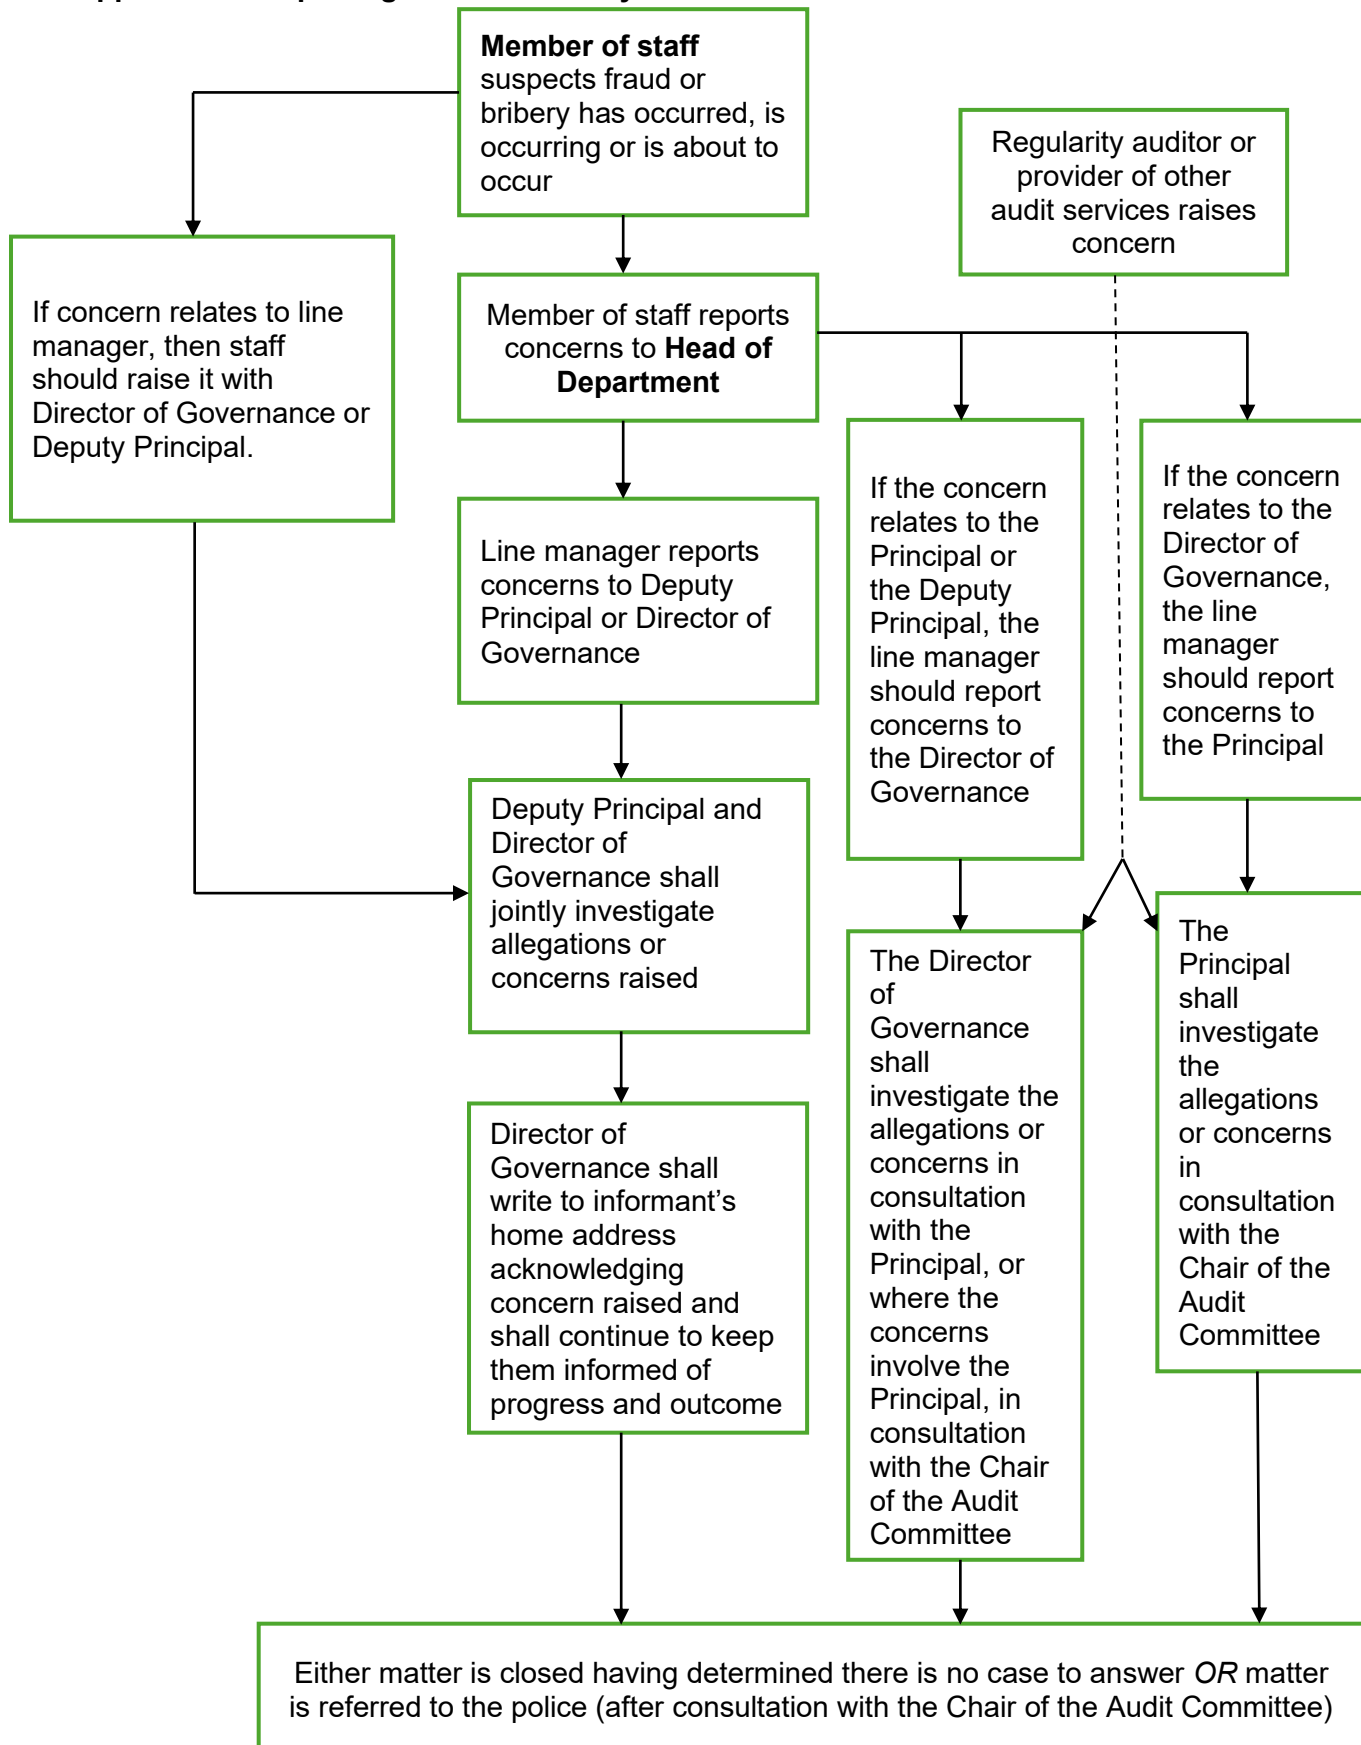 Member of staff
suspects fraud or
bribery has occurred, is
occurring or is about to
occur
Regularity auditor or
provider of other
audit services raises
concern
If concern relates to line
manager, then staff
should raise it with
Director of Governance or
Deputy Principal.
Member of staff reports
concerns to Head of
Department
Line manager reports
concerns to Deputy
Principal or Director of
Governance
If the concern
relates to the
Principal or
the Deputy
Principal, the
line manager
should report
concerns to
the Director of
Governance
If the concern
relates to the
Director of
Governance,
the line
manager
should report
concerns to
the Principal
Deputy Principal and
Director of
Governance shall
jointly investigate
allegations or
concerns raised
The Director
of
Governance
shall
investigate the
allegations or
concerns in
consultation
with the
Principal, or
where the
concerns
involve the
Principal, in
consultation
with the Chair
of the Audit
Committee
The
Principal
shall
investigate
the
allegations
or concerns
in
consultation
with the
Chair of the
Audit
Committee
Director of
Governance shall
write to informant’s
home address
acknowledging
concern raised and
shall continue to keep
them informed of
progress and outcome
Either matter is closed having determined there is no case to answer OR matter
is referred to the police (after consultation with the Chair of the Audit Committee)